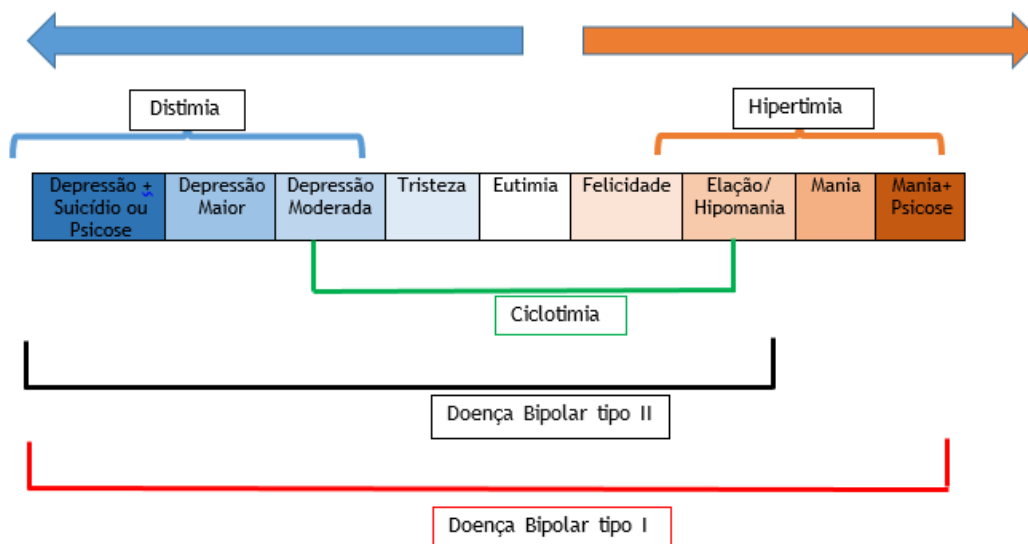 Distimia
Hipertimia
Depressão +
Suicídio ou
Psicose
Depressão
Maior
Depressão
Moderada
Tristeza
Eutimia
Felicidade
Elação/
Hipomania
Mania
Mania+
Psicose
Ciclotimia
Doença Bipolar tipo II
Doença Bipolar tipo I